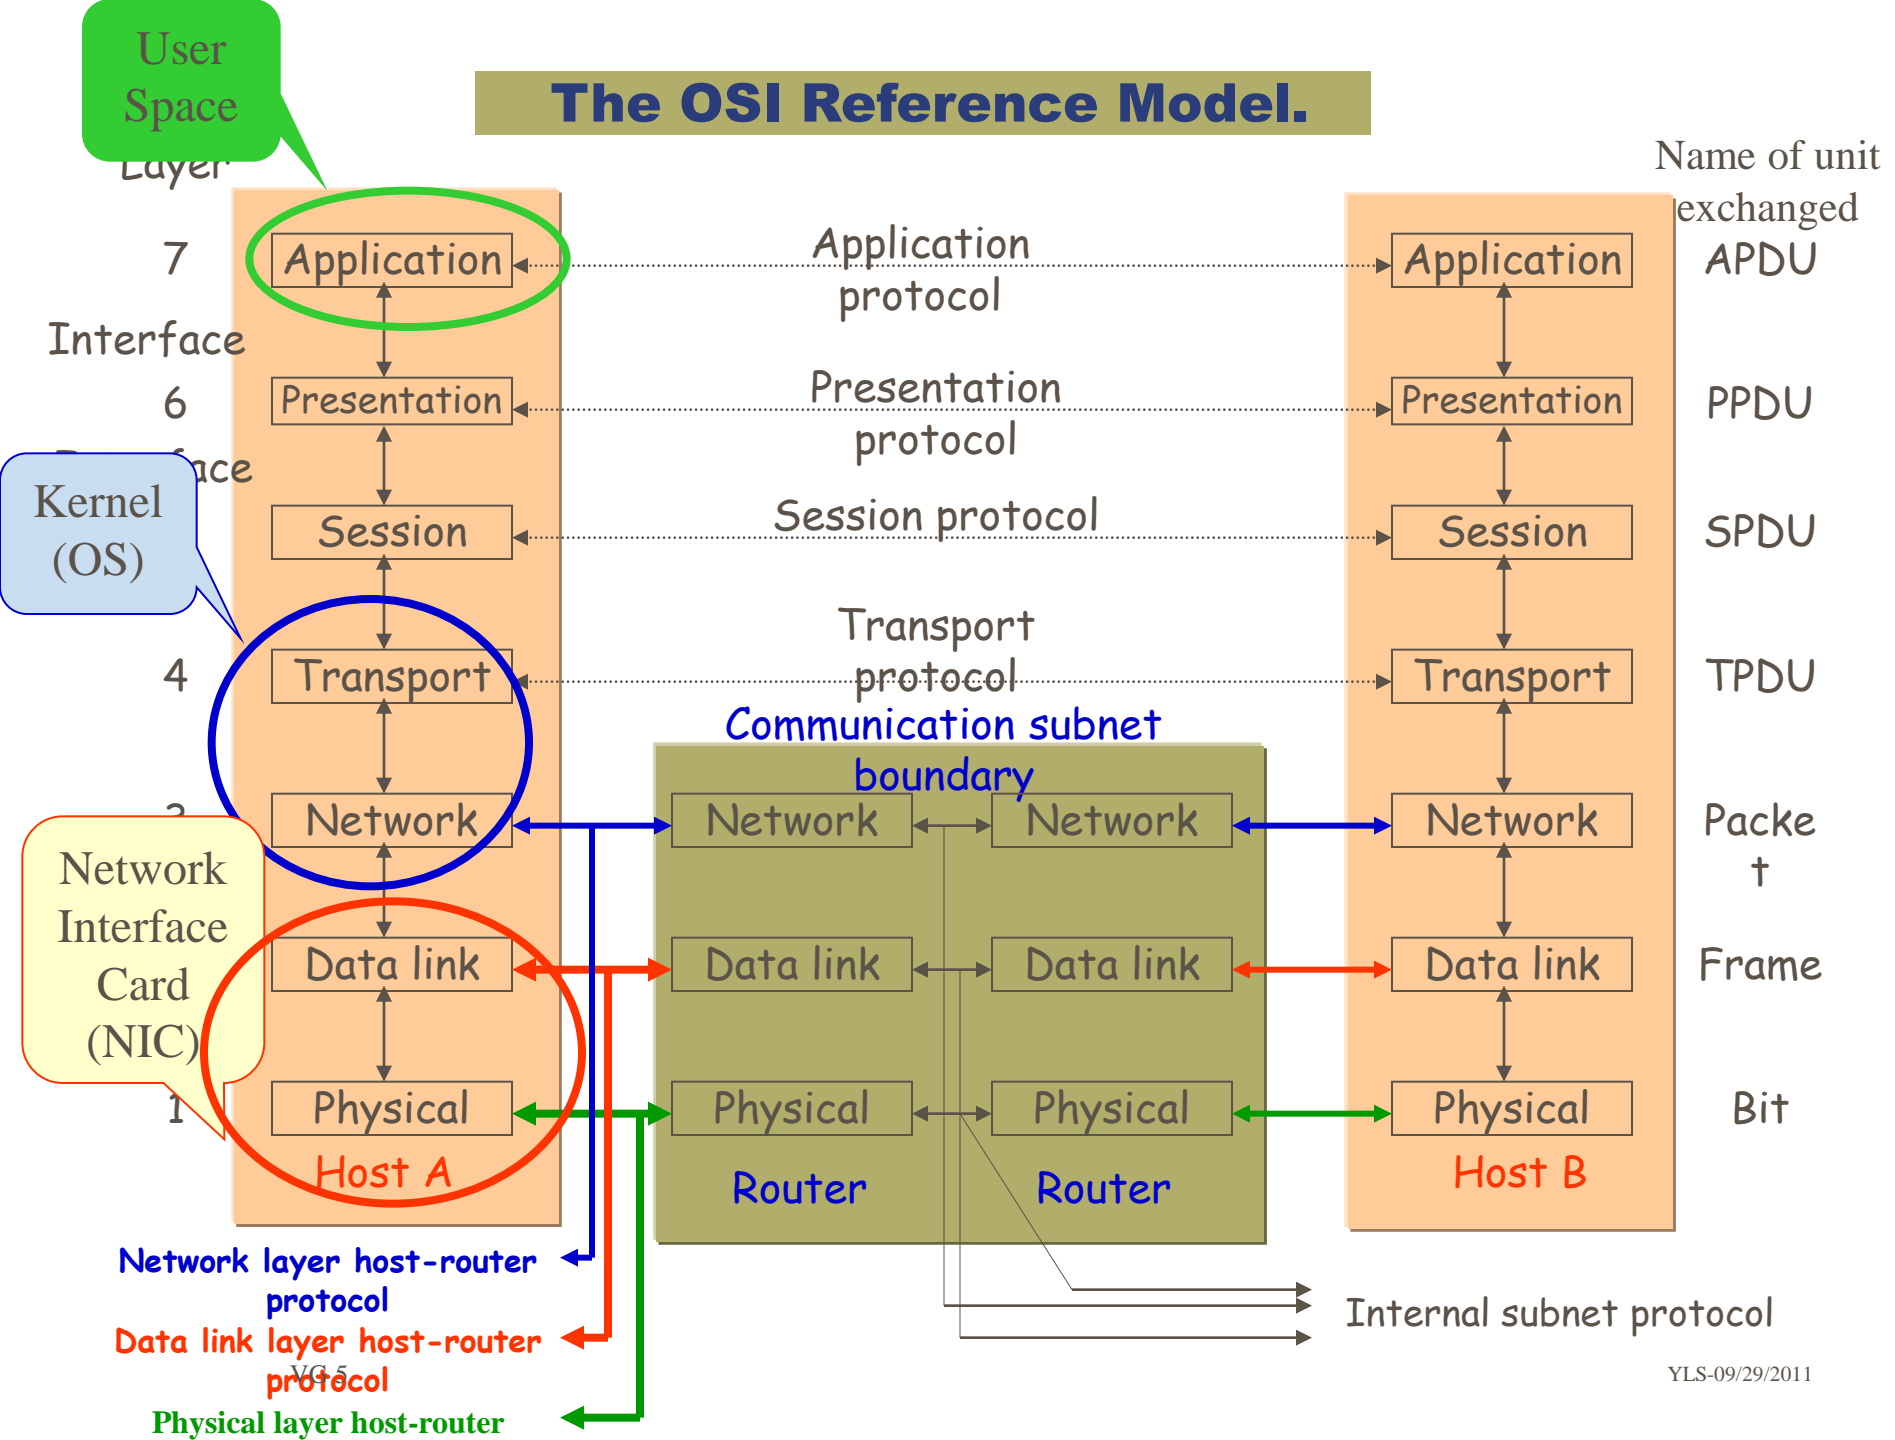 User
Space
The OSI Reference Model.
Layer
Name of unit
exchanged
7
Application
Application
protocol
Application
APDU
Interface
6
Presentation
Presentation
protocol
Presentation
PPDU
Kernel
(OS)
Session
Session protocol
Session
SPDU
4
Transport
Transport
protocol
Transport
TPDU
Communication subnet
boundary
Network
Network
Network
Network
Packe
t
Network
Interface
Card
(NIC)
Data link
Data link
Data link
Data link
Frame
1
Physical
Physical
Physical
Physical
Bit
Host A
Router
Router
Host B
Network layer host-router
protocol
Internal subnet protocol
Data link layer host-router
protocol
VG 5
YLS-09/29/2011
Physical layer host-router